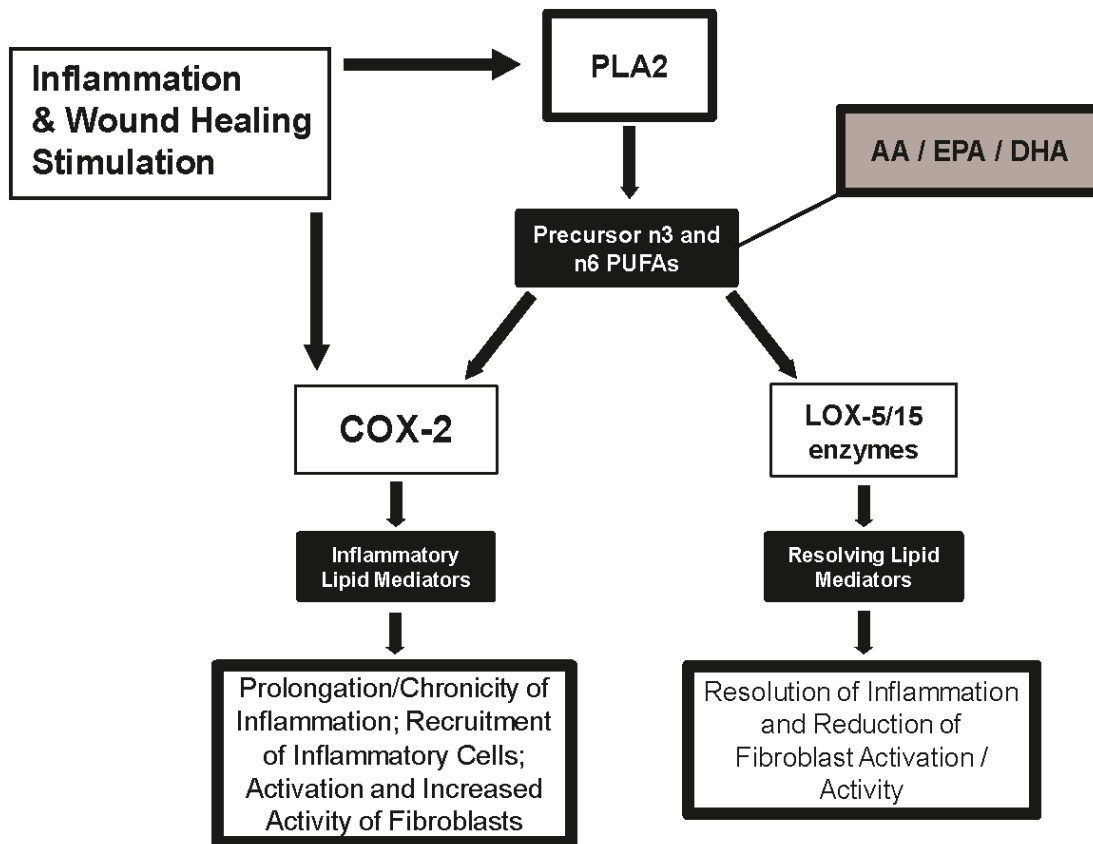 Inflammation
& Wound Healing
Stimulation
PLA2
AA / EPA / DHA
Precursor n3 and
n6 PUFAs
COX-2
LOX-5/15
enzymes
Inflammatory
Lipid Mediators
Resolving Lipid
Mediators
Prolongation/Chronicity of
Inflammation; Recruitment
of Inflammatory Cells;
Activation and Increased
Activity of Fibroblasts
Resolution of Inflammation
and Reduction of
Fibroblast Activation /
Activity